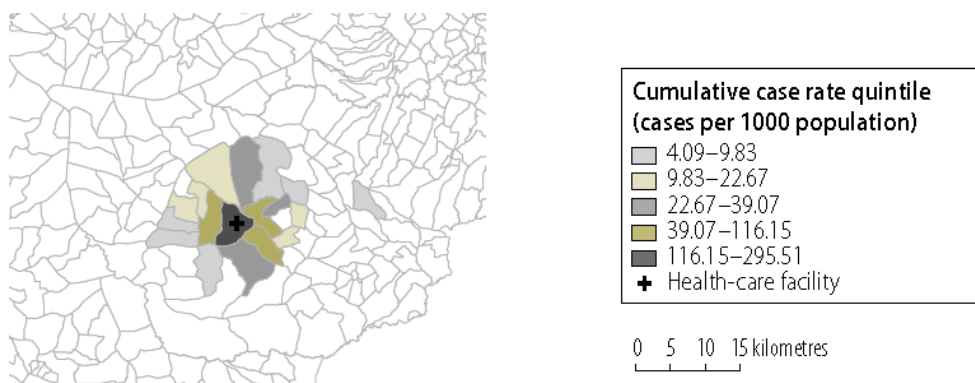 Cumulative case rate quintile
(cases per 1000 population)
4.09–9.83
9.83–22.67
22.67–39.07
39.07–116.15
116.15–295.51
Health-care facility
0 5 10 15 kilometres